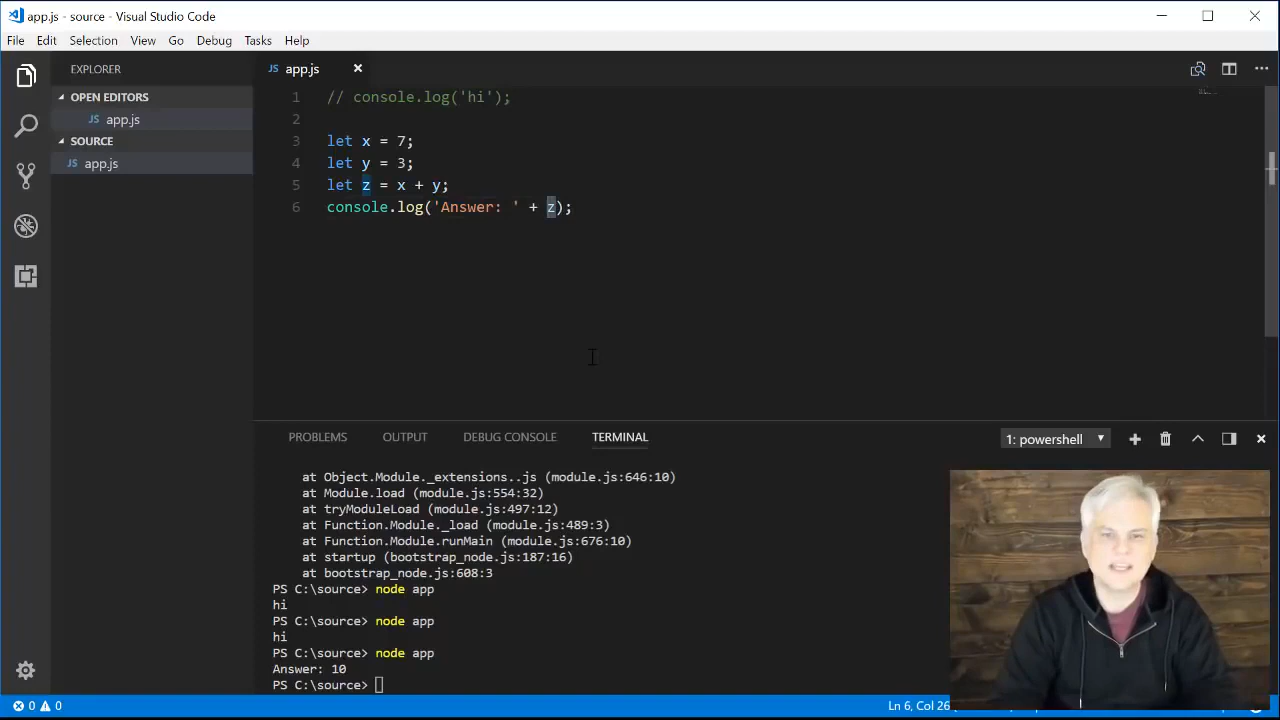 app.js - source - Visual Studio Code
File Edit Selection View Go Debug Tasks Help
EXPLORER
OPEN EDITORS
JS app.js
SOURCE
JS app.js
JS app.js
1 // console.log('hi');
2
3 let x = 7;
4 let y = 3;
5 let z = x + y;
6 console.log('Answer: ' + z);
PROBLEMS OUTPUT DEBUG CONSOLE TERMINAL
1: powershell
at Object.Module._extensions..js (module.js:646:10)
at Module.load (module.js:554:32)
at tryModuleLoad (module.js:497:12)
at Function.Module._load (module.js:489:3)
at Function.Module.runMain (module.js:676:10)
at startup (bootstrap_node.js:187:16)
at bootstrap_node.js:608:3
PS C:\source> node app
hi
PS C:\source> node app
hi
PS C:\source> node app
Answer: 10
PS C:\source>
0 0
Ln 6, Col 26